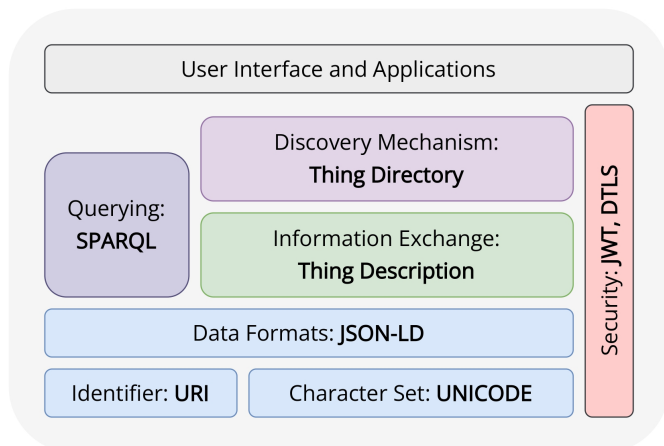 User Interface and Applications
Discovery Mechanism:
Thing Directory
Querying:
SPARQL
Information Exchange:
Thing Description
Security: JWT, DTLS
Data Formats: JSON-LD
Identifier: URI
Character Set: UNICODE